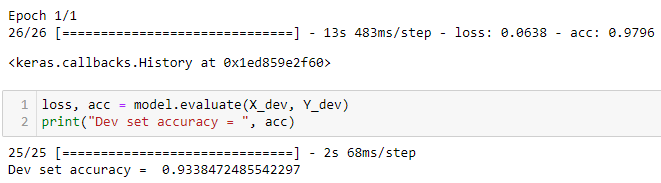 Epoch 1/1
26/26 [==============================] - 13s 483ms/step - loss: 0.0638 - acc: 0.9796
<keras.callbacks.History at 0x1ed859e2f60>
1 loss, acc = model.evaluate(X_dev, Y_dev)
2 print("Dev set accuracy = ", acc)
25/25 [==============================] - 2s 68ms/step
Dev set accuracy =  0.9338472485542297